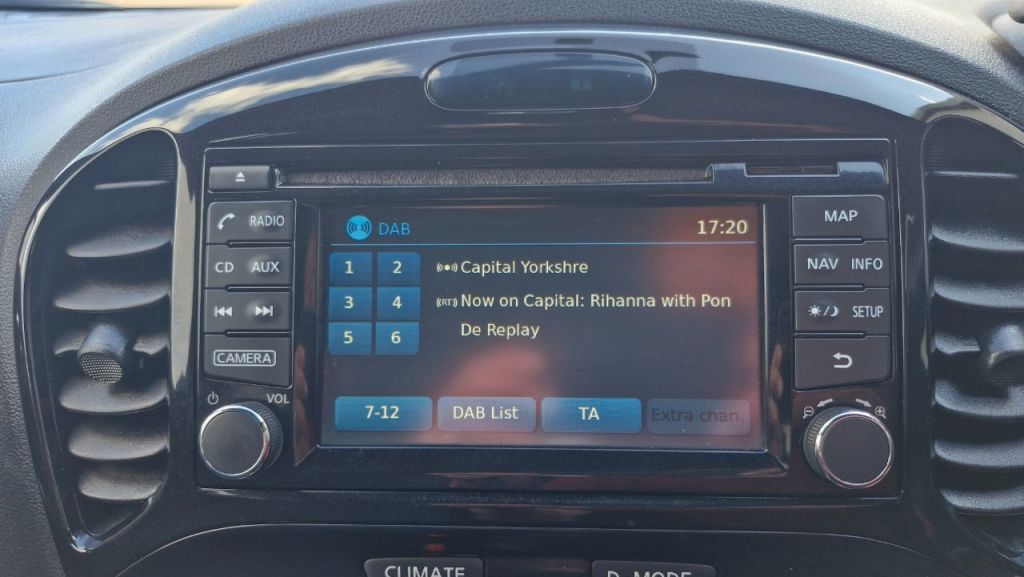 RADIO
CD AUX
CAMERA
VOL
DAB
17:20
1 2
3 4
5 6
Capital Yorkshre
(RT) Now on Capital: Rihanna with Pon
De Replay
7-12
DAB List
TA
Extra chan.
MAP
NAV INFO
SETUP
CLIMATE
D-MODE